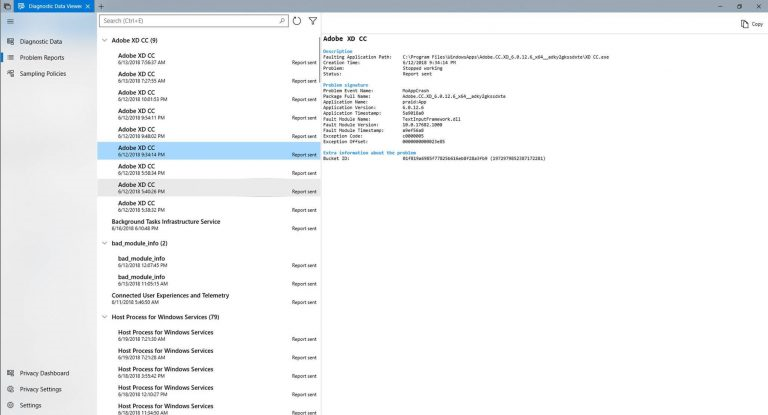 Diagnostic Data Viewer
Diagnostic Data
Problem Reports
Sampling Policies
Privacy Dashboard
Privacy Settings
Settings
Search (Ctrl+E)
Adobe XD CC (9)
Adobe XD CC
6/12/2018 7:56:37 AM Report sent
Adobe XD CC
6/13/2018 7:27:55 AM Report sent
Adobe XD CC
6/12/2018 10:01:53 PM Report sent
Adobe XD CC
6/12/2018 9:54:11 PM Report sent
Adobe XD CC
6/12/2018 9:48:02 PM Report sent
Adobe XD CC
6/12/2018 9:34:14 PM Report sent
Adobe XD CC
6/12/2018 5:58:34 PM Report sent
Adobe XD CC
6/12/2018 5:40:26 PM Report sent
Adobe XD CC
6/12/2018 5:38:32 PM Report sent
Background Tasks Infrastructure Service
6/16/2018 6:10:48 PM Report sent
bad_module_info (2)
bad_module_info
6/13/2018 12:07:45 PM Report sent
bad_module_info
6/13/2018 11:05:15 AM Report sent
Connected User Experiences and Telemetry
6/11/2018 5:46:50 AM Report sent
Host Process for Windows Services (79)
Host Process for Windows Services
6/19/2018 7:21:30 AM Report sent
Host Process for Windows Services
6/19/2018 7:21:28 AM Report sent
Host Process for Windows Services
6/18/2018 3:55:42 PM Report sent
Host Process for Windows Services
6/18/2018 12:10:27 PM Report sent
Host Process for Windows Services
6/18/2018 11:34:50 AM Report sent
Copy
Adobe XD CC
Description
Faulting Application Path: C:\Program Files\WindowsApps\Adobe.CC.XD_6.0.12.6_x64__adky2gkssdxte\XD CC.exe
Creation Time: 6/12/2018 9:34:14 PM
Problem: Stopped working
Status: Report sent
Problem signature
Problem Event Name: MoAppCrash
Package Full Name: Adobe.CC.XD_6.0.12.6_x64__adky2gkssdxte
Application Name: praid:App
Application Version: 6.0.12.6
Application Timestamp: 5a9818a0
Fault Module Name: TextInputFramework.dll
Fault Module Version: 10.0.17682.1000
Fault Module Timestamp: a9ef56a8
Exception Code: c0000005
Exception Offset: 0000000000023e85
Extra information about the problem
Bucket ID: (1972979852387172281)